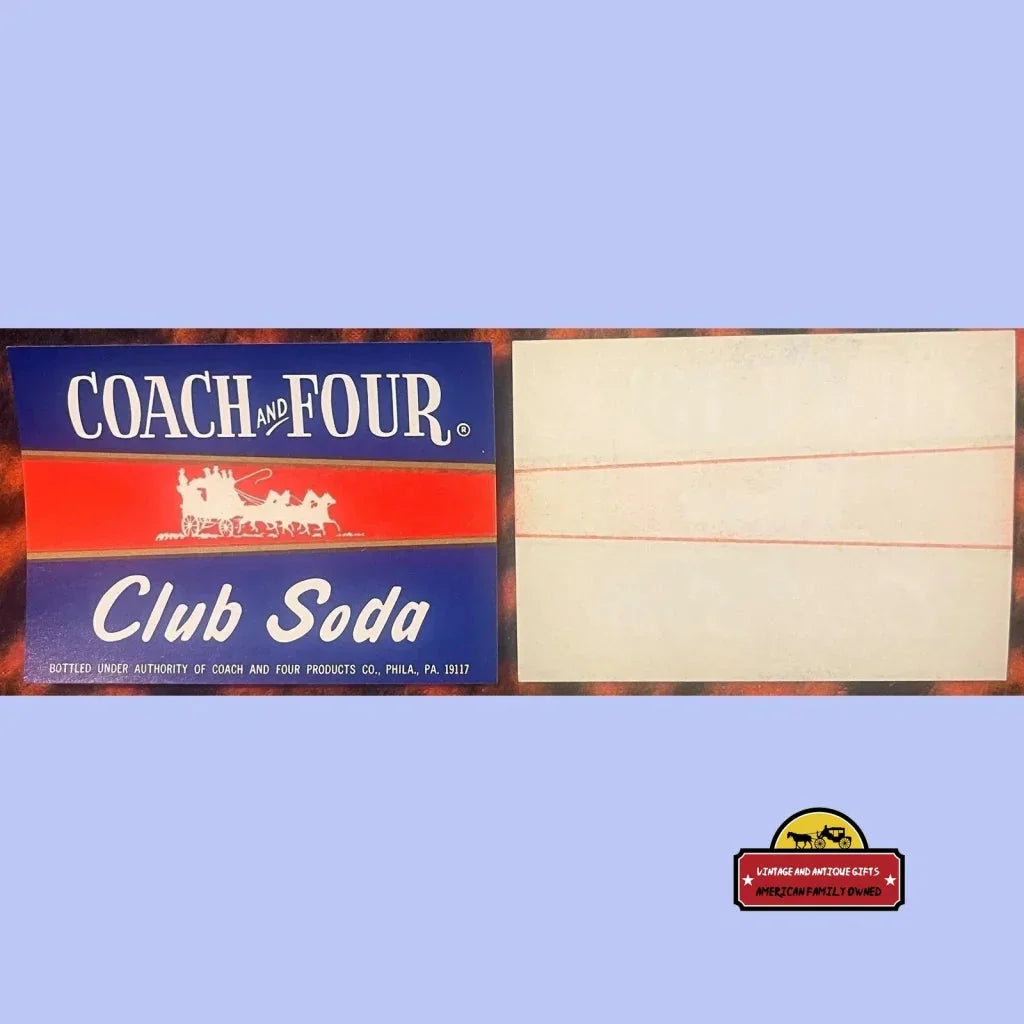 COACH AND FOUR®
Club Soda
BOTTLED UNDER AUTHORITY OF COACH AND FOUR PRODUCTS CO., PHILA., PA. 19117
VINTAGE AND ANTIQUE GIFTS
AMERICAN FAMILY OWNED